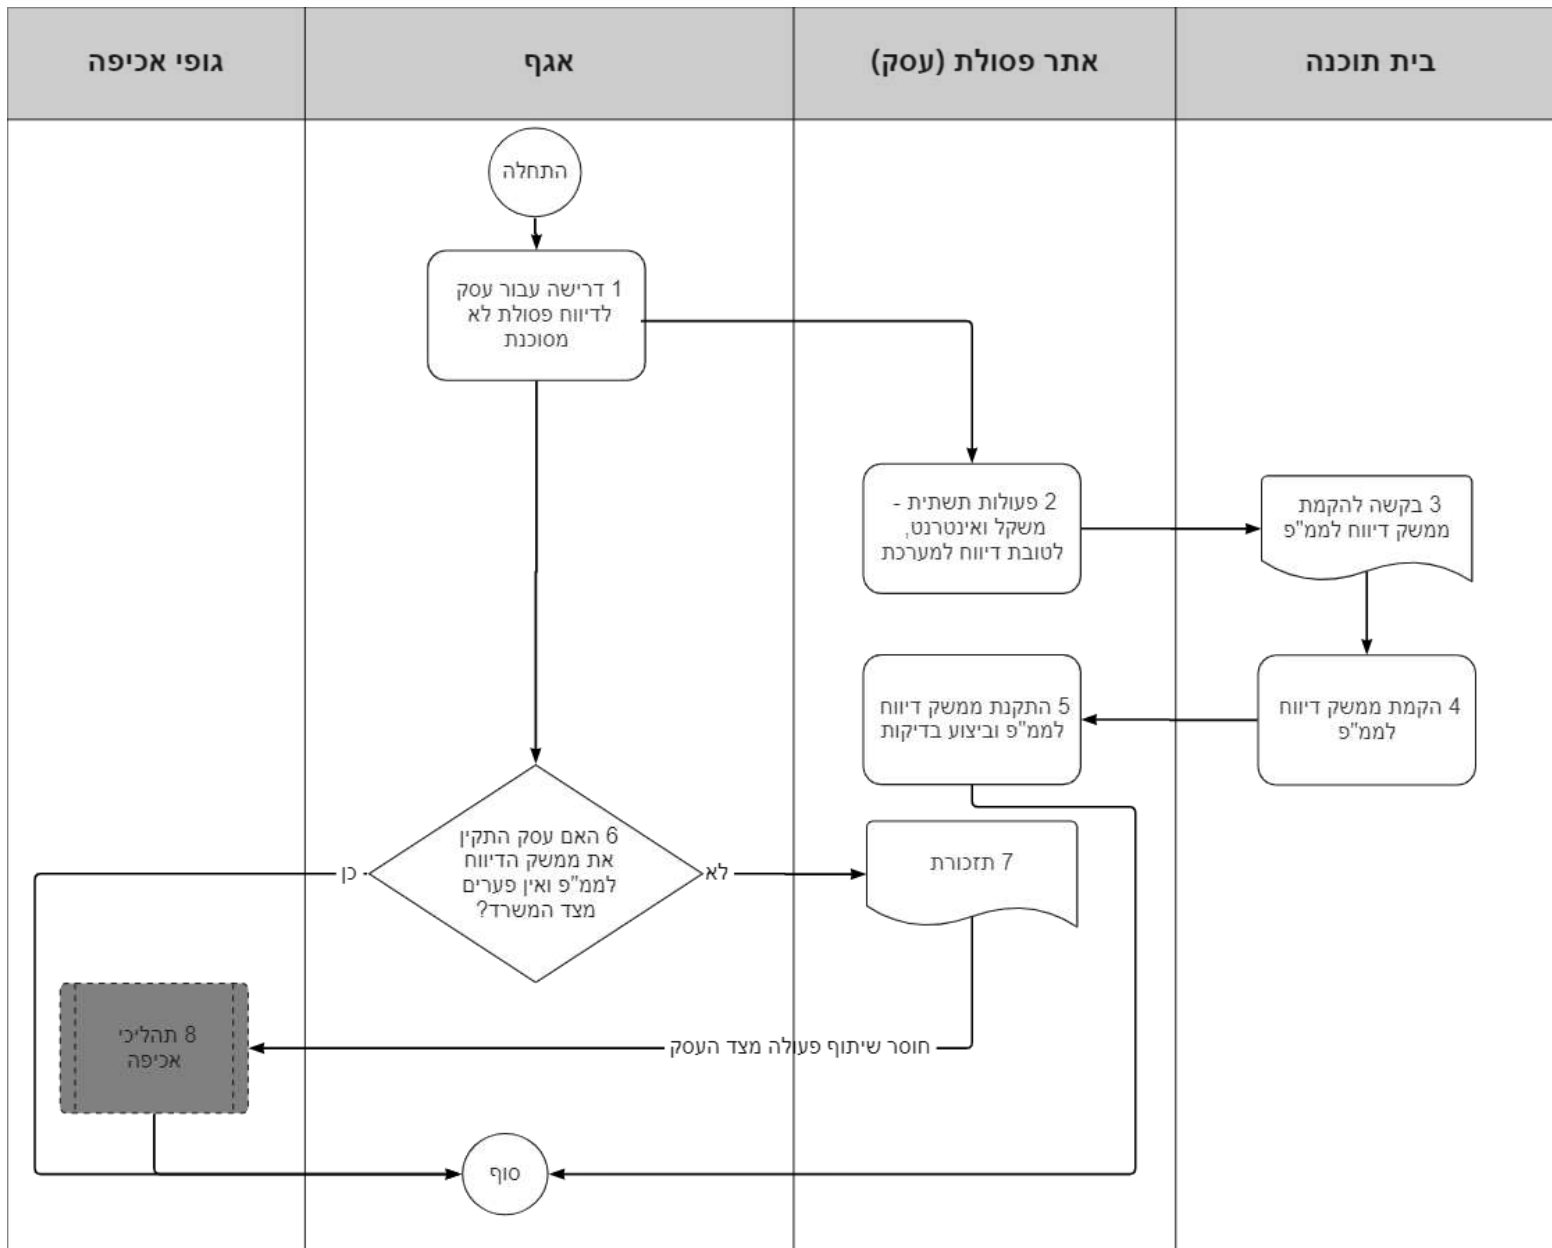 בית תוכנה
אתר פסולת (עסק)
אגף
גופי אכיפה
התחלה
1 דרישה עבור עסק
לדיווח פסולת לא
מסוכנת
2 פעולות תשתית -
משקל ואינטרנט,
לטובת דיווח למערכת
3 בקשה להקמת
ממשק דיווח לממ"פ
4 הקמת ממשק דיווח
לממ"פ
5 התקנת ממשק דיווח
לממ"פ וביצוע בדיקות
6 האם עסק התקין
את ממשק הדיווח
לממ"פ ואין פערים
מצד המשרד?
לא
כן
7 תזכורת
חוסר שיתוף פעולה מצד העסק
8 תהליכי
אכיפה
סוף